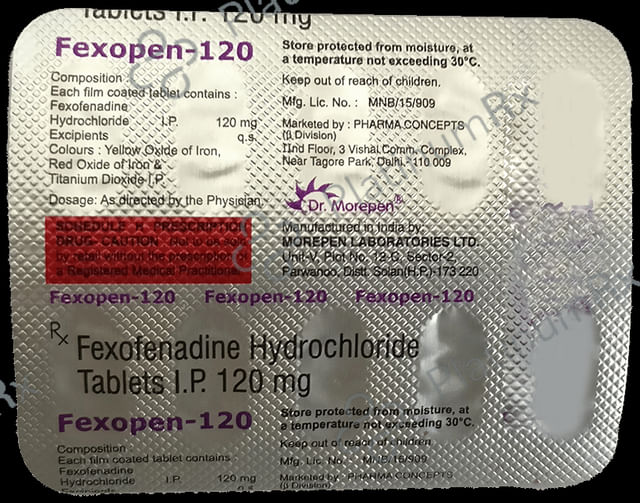 Tablets I.P. 120 mg
Fexopen-120
Composition :
Each film coated tablet contains :
Fexofenadine
Hydrochloride I.P. 120 mg
Excipients q.s.
Colours : Yellow Oxide of Iron,
Red Oxide of Iron &
Titanium Dioxide I.P.
Dosage: As directed by the Physician.
DRUG CAUTION Not to be sold
by retail without the prescription of
a Registered Medical Practitioner
Store protected from moisture, at
a temperature not exceeding 30°C.
Keep out of reach of children.
Mfg. Lic. No. : MNB/15/909
Marketed by : PHARMA CONCEPTS
(β Division)
IInd Floor, 3 Vishal Comm. Complex,
Near Tagore Park, Delhi - 110 009
Dr. Morepen®
Manufactured in India by
MOREPEN LABORATORIES LTD.
Unit-V, Plot No. 12-C, Sector-2,
Parwanoo, Distt. Solan(H.P.)-173 220
Fexopen-120 Fexopen-120 Fexopen-120
Rx Fexofenadine Hydrochloride
Tablets I.P. 120 mg
Fexopen-120
Composition
Each film coated tablet contains :
Fexofenadine
Hydrochloride I.P. 120 mg
Excipients q.s.
Store protected from moisture, at
a temperature not exceeding 30°C.
Keep out of reach of children.
Mfg. Lic. No. : MNB/15/909
Marketed by : PHARMA CONCEPTS
(β Division)
PlatinumRx